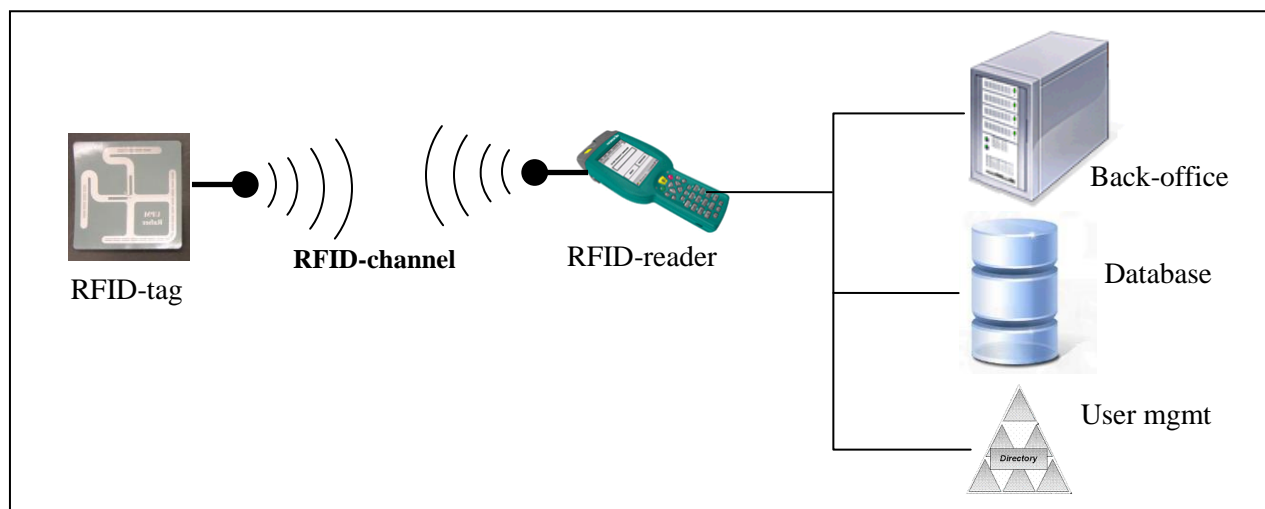 RFID-tag
RFID-channel
RFID-reader
Back-office
Database
User mgmt
Directory